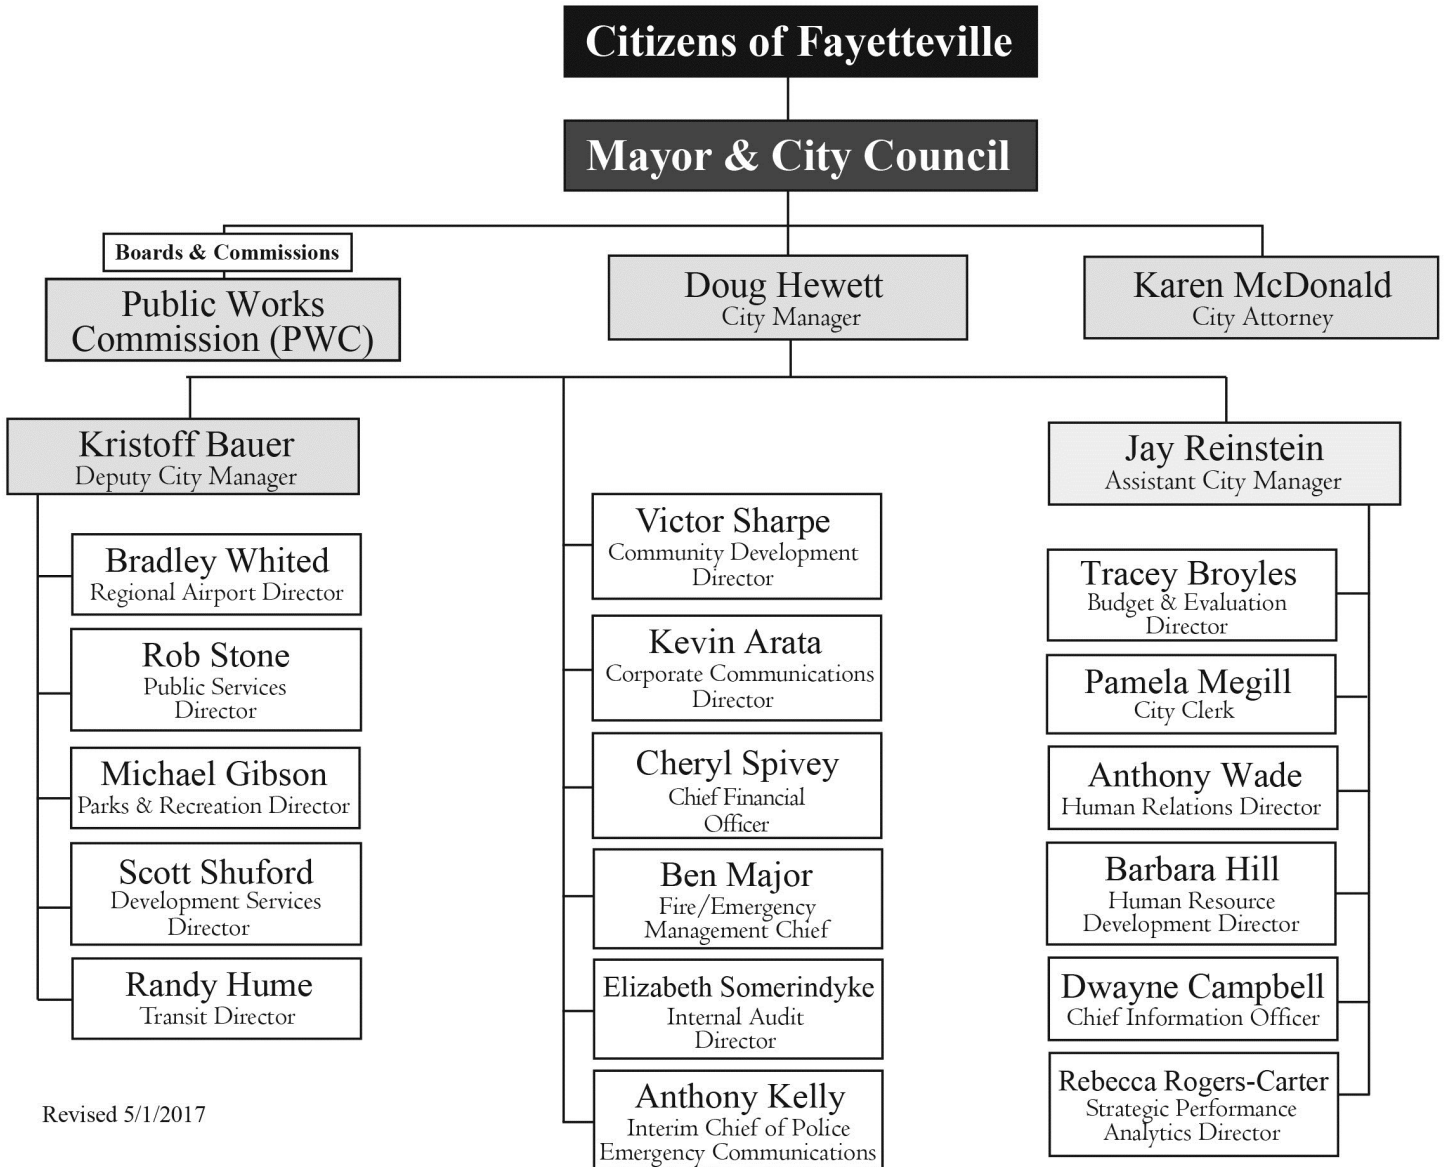 Citizens of Fayetteville
Mayor & City Council
Boards & Commissions
Public Works
Commission (PWC)
Doug Hewett
City Manager
Karen McDonald
City Attorney
Kristoff Bauer
Deputy City Manager
Bradley Whited
Regional Airport Director
Rob Stone
Public Services
Director
Michael Gibson
Parks & Recreation Director
Scott Shuford
Development Services
Director
Randy Hume
Transit Director
Victor Sharpe
Community Development
Director
Kevin Arata
Corporate Communications
Director
Cheryl Spivey
Chief Financial
Officer
Ben Major
Fire/Emergency
Management Chief
Elizabeth Somerindyke
Internal Audit
Director
Anthony Kelly
Interim Chief of Police
Emergency Communications
Jay Reinstein
Assistant City Manager
Tracey Broyles
Budget & Evaluation
Director
Pamela Megill
City Clerk
Anthony Wade
Human Relations Director
Barbara Hill
Human Resource
Development Director
Dwayne Campbell
Chief Information Officer
Rebecca Rogers-Carter
Strategic Performance
Analytics Director
Revised 5/1/2017